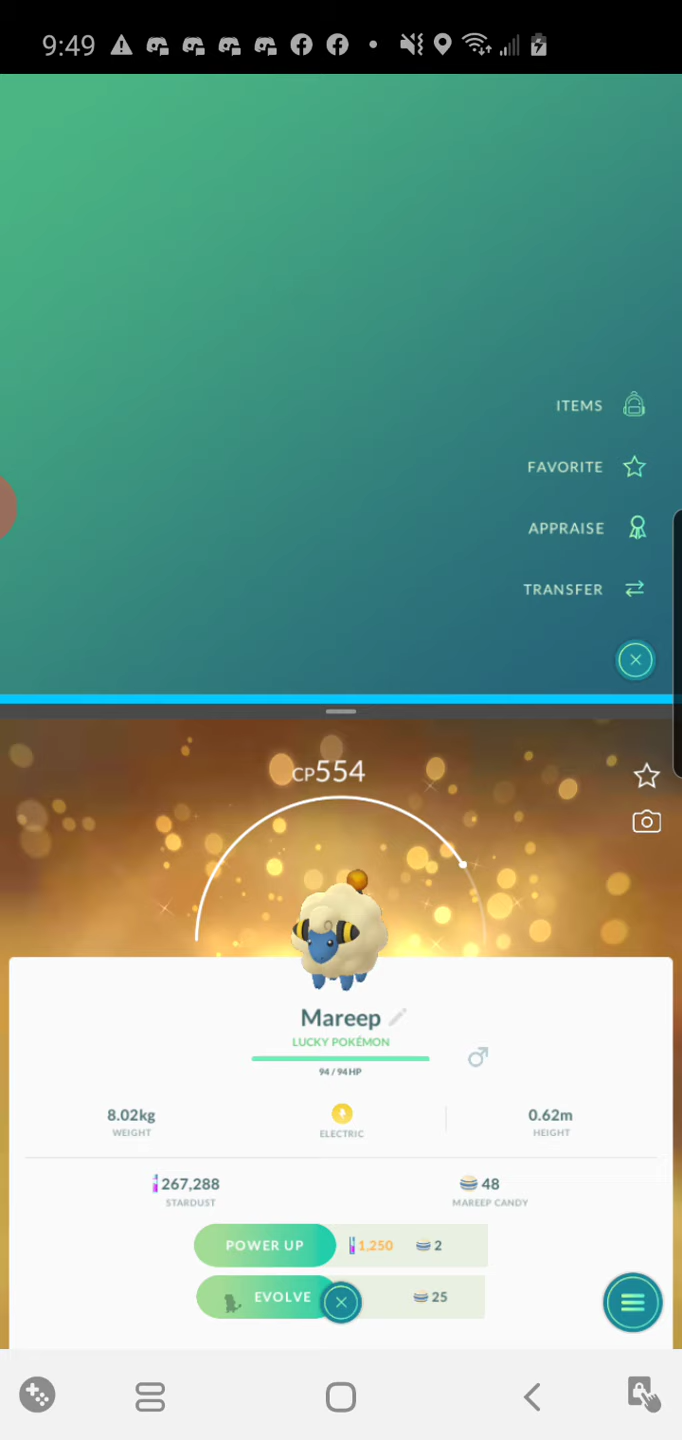 9:49
ITEMS
FAVORITE
APPRAISE
TRANSFER
CP554
Mareep
LUCKY POKÉMON
94 / 94 HP
8.02kg
WEIGHT
ELECTRIC
0.62m
HEIGHT
267,288
STARDUST
48
MAREEP CANDY
POWER UP 1,250 2
EVOLVE 25